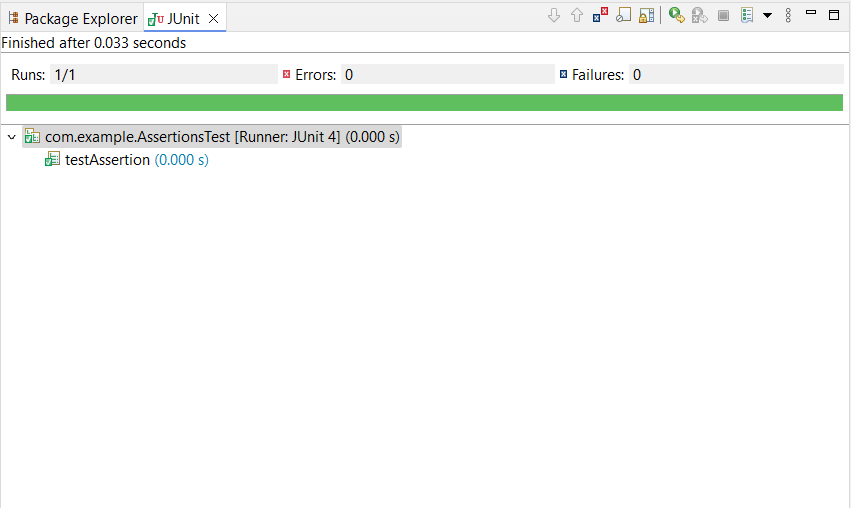 Package Explorer JUnit
Finished after 0.033 seconds
Runs: 1/1 Errors: 0 Failures: 0
com.example.AssertionsTest [Runner: JUnit 4] (0.000 s)
testAssertion (0.000 s)